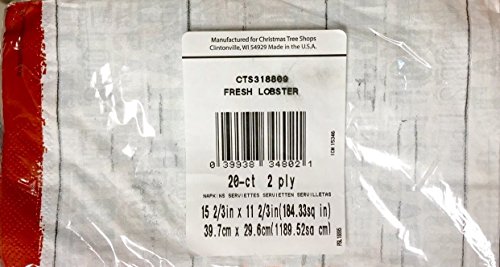 Manufactured for Christmas Tree Shops
Clintonville, WI 54929 Made in the U.S.A.
CTS318809
FRESH LOBSTER
0 39938 34802 1
20-ct 2 ply
NAPKINS SERVIETTES SERVIETTEN SERVILLETAS
15 2/3in x 11 2/3in(184.33sq in)
39.7cm x 29.6cm(1189.52sq cm)